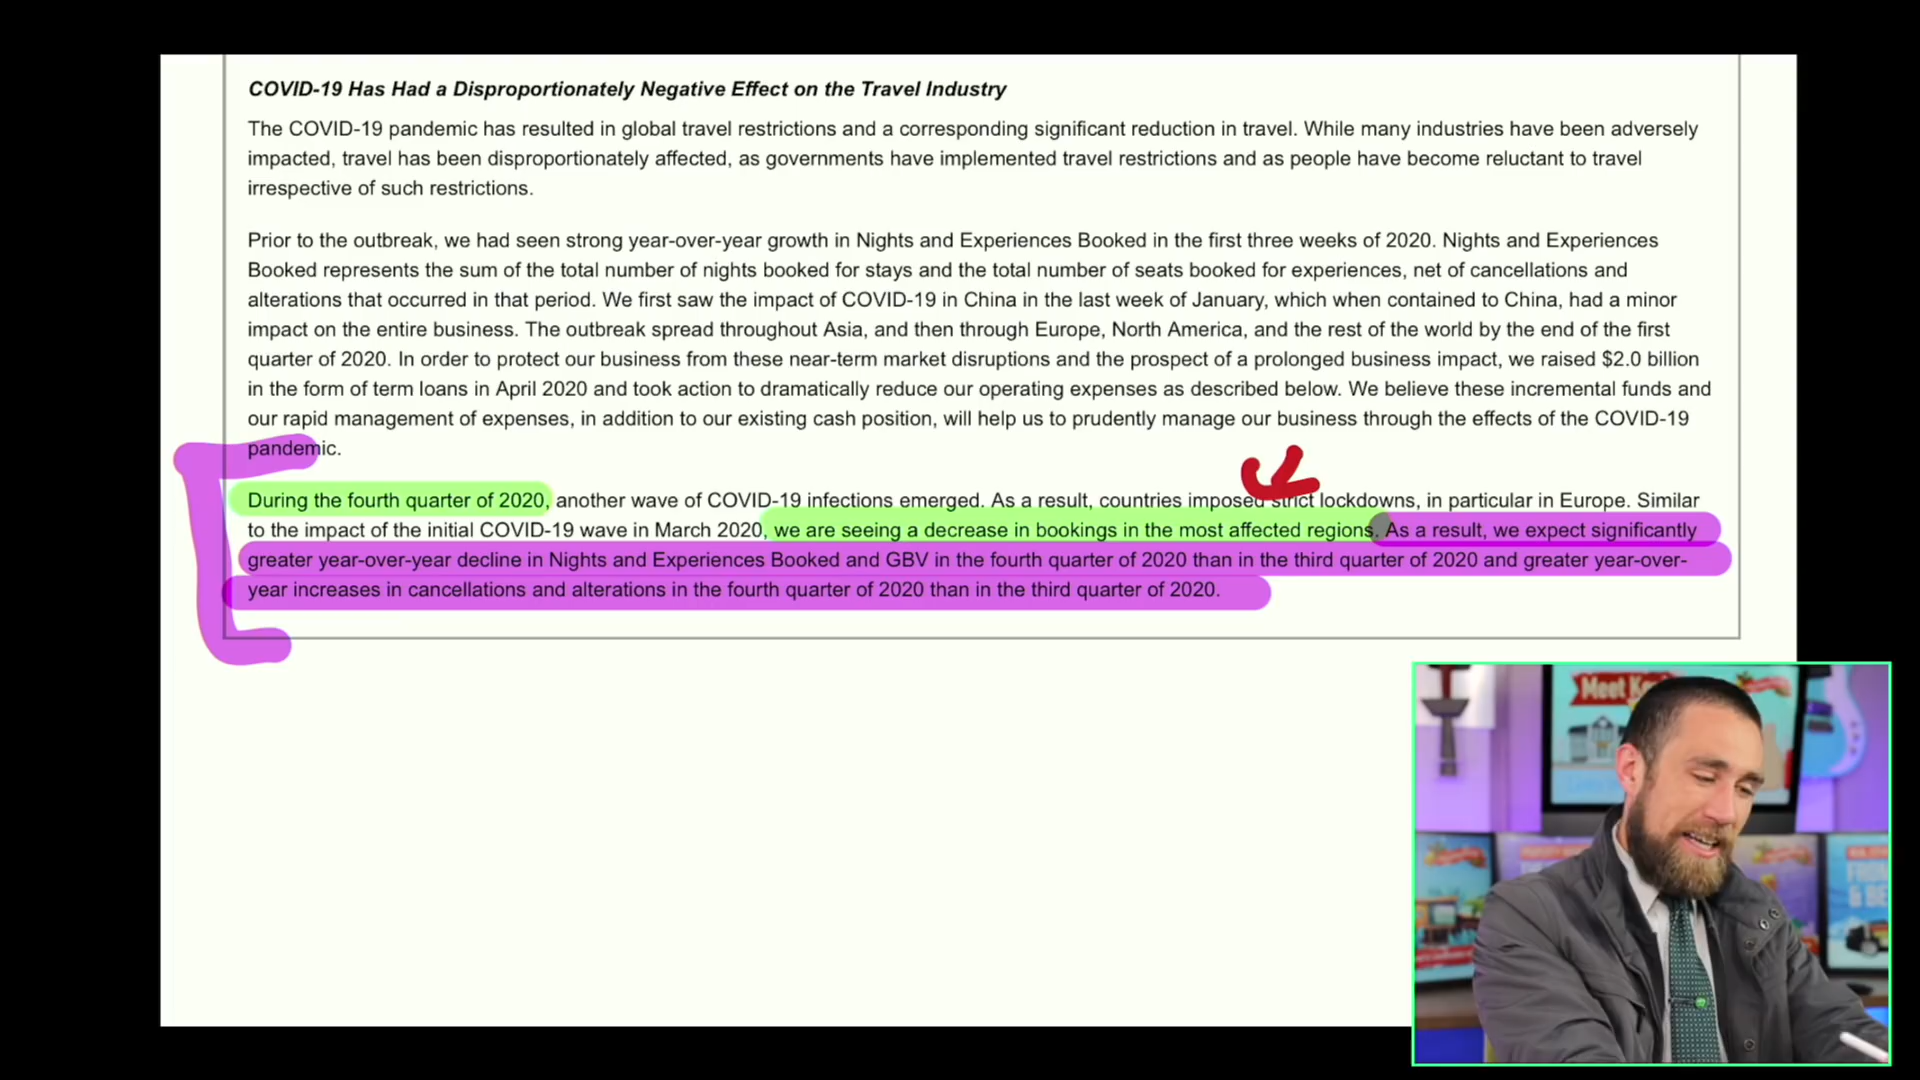 COVID-19 Has Had a Disproportionately Negative Effect on the Travel Industry
The COVID-19 pandemic has resulted in global travel restrictions and a corresponding significant reduction in travel. While many industries have been adversely
impacted, travel has been disproportionately affected, as governments have implemented travel restrictions and as people have become reluctant to travel
irrespective of such restrictions.
Prior to the outbreak, we had seen strong year-over-year growth in Nights and Experiences Booked in the first three weeks of 2020. Nights and Experiences
Booked represents the sum of the total number of nights booked for stays and the total number of seats booked for experiences, net of cancellations and
alterations that occurred in that period. We first saw the impact of COVID-19 in China in the last week of January, which when contained to China, had a minor
impact on the entire business. The outbreak spread throughout Asia, and then through Europe, North America, and the rest of the world by the end of the first
quarter of 2020. In order to protect our business from these near-term market disruptions and the prospect of a prolonged business impact, we raised $2.0 billion
in the form of term loans in April 2020 and took action to dramatically reduce our operating expenses as described below. We believe these incremental funds and
our rapid management of expenses, in addition to our existing cash position, will help us to prudently manage our business through the effects of the COVID-19
pandemic.
During the fourth quarter of 2020, another wave of COVID-19 infections emerged. As a result, countries imposed strict lockdowns, in particular in Europe. Similar
to the impact of the initial COVID-19 wave in March 2020, we are seeing a decrease in bookings in the most affected regions. As a result, we expect significantly
greater year-over-year decline in Nights and Experiences Booked and GBV in the fourth quarter of 2020 than in the third quarter of 2020 and greater year-over-
year increases in cancellations and alterations in the fourth quarter of 2020 than in the third quarter of 2020.
Meet